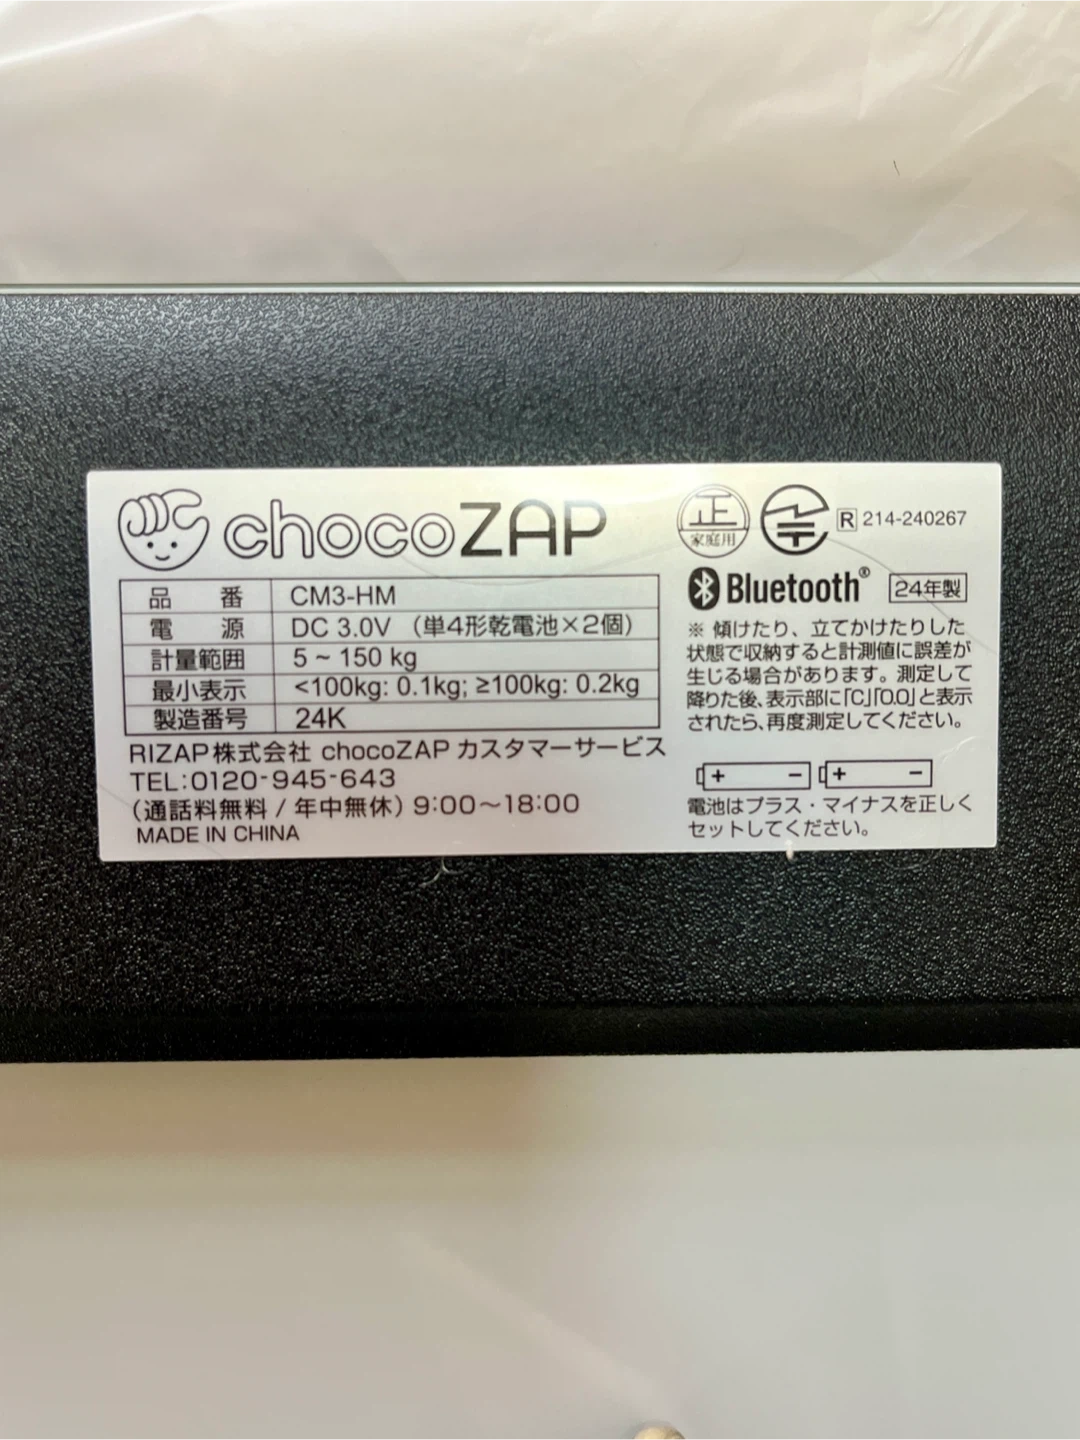 chocoZAP
正
家庭用
R 214-240267
Bluetooth®
24年製
品 番 CM3-HM
電 源 DC 3.0V (単4形乾電池×2個)
計量範囲 5 ~ 150 kg
最小表示 <100kg: 0.1kg; ≥100kg: 0.2kg
製造番号 24K
RIZAP株式会社 chocoZAP カスタマーサービス
TEL:0120-945-643
(通話料無料 / 年中無休) 9:00〜18:00
MADE IN CHINA
※ 傾けたり、立てかけたりした
状態で収納すると計測値に誤差が
生じる場合があります。測定して
降りた後、表示部に「C」「0.0」と表示
されたら、再度測定してください。
+ − + −
電池はプラス・マイナスを正しく
セットしてください。